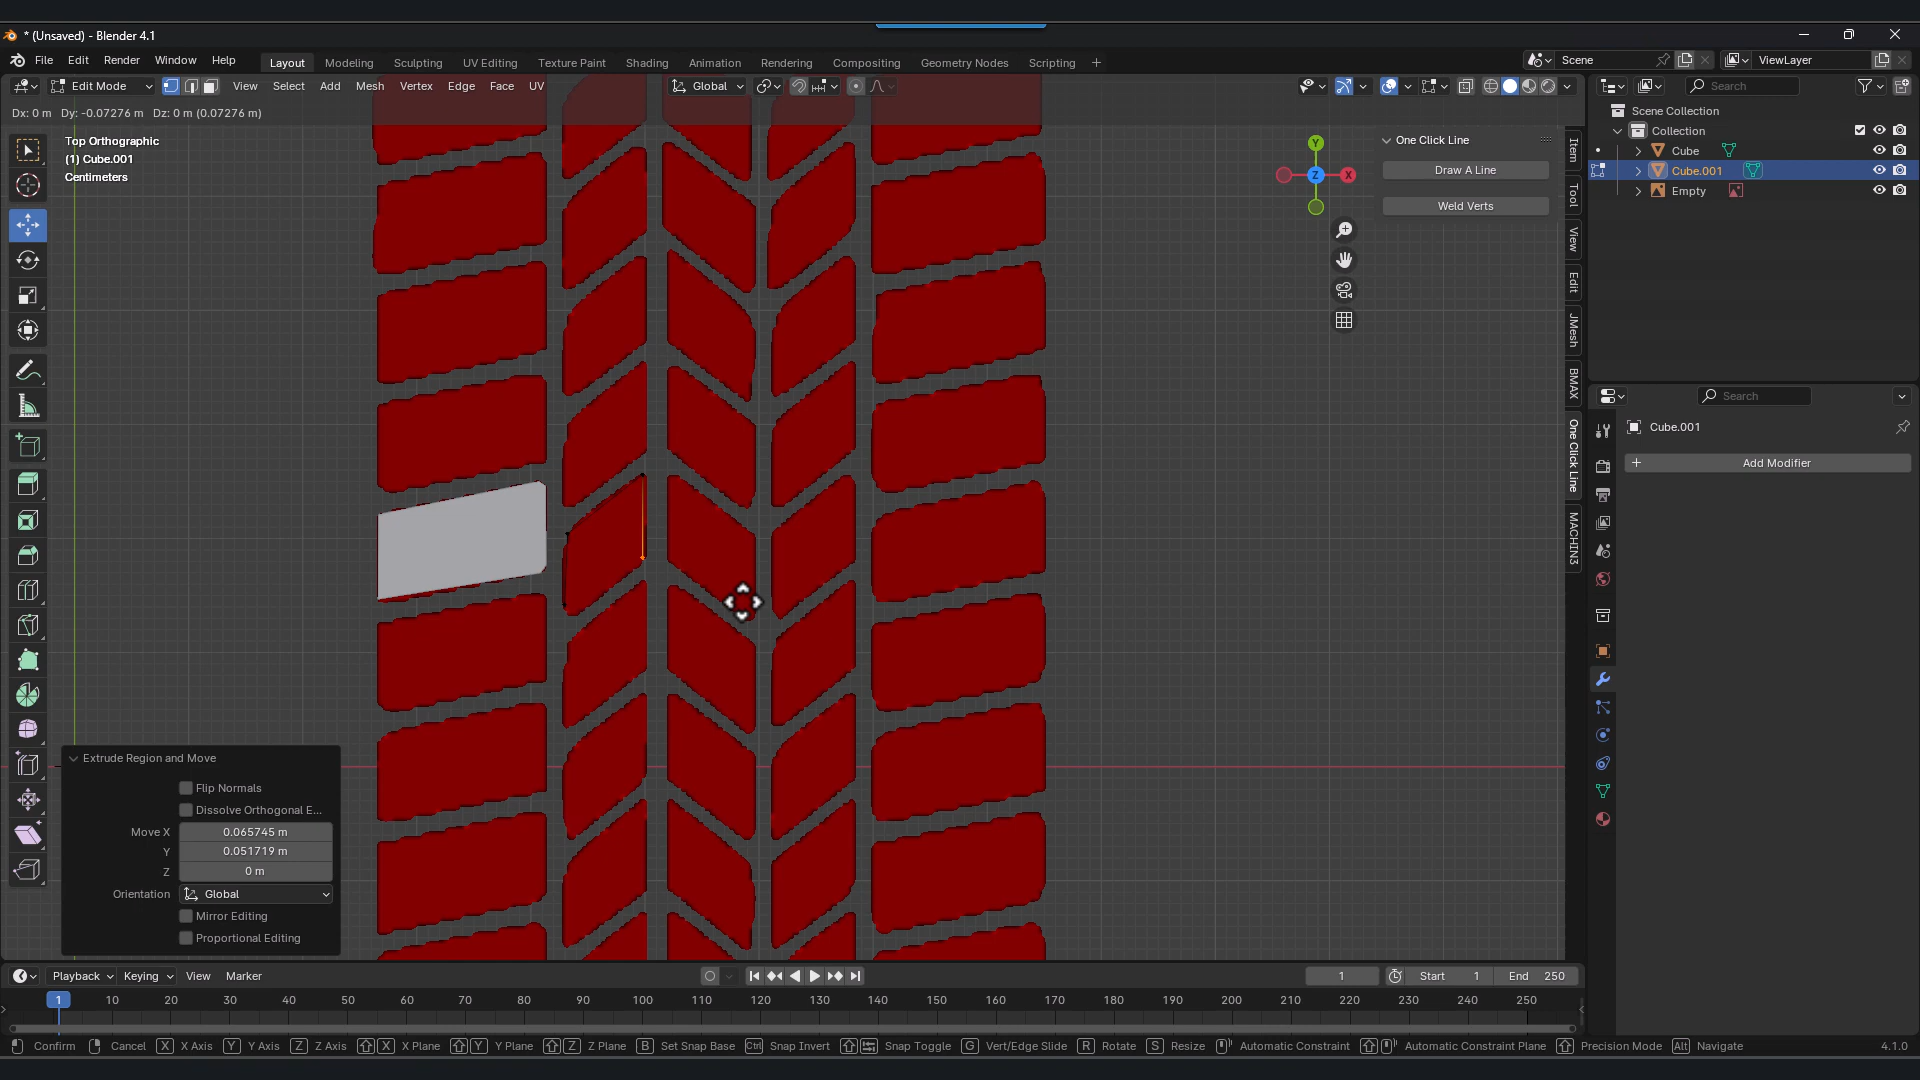 * (Unsaved) - Blender 4.1
File Edit Render Window Help
Layout Modeling Sculpting UV Editing Texture Paint Shading Animation Rendering Compositing Geometry Nodes Scripting +
Scene
ViewLayer
Edit Mode View Select Add Mesh Vertex Edge Face UV
Global
Search
Dx: 0 m Dy: -0.07276 m Dz: 0 m (0.07276 m)
Top Orthographic
(1) Cube.001
Centimeters
Y
Z
X
One Click Line
Draw A Line
Weld Verts
Item
Tool
View
Edit
JMesh
BMAX
One Click Line
MACHIN3
Scene Collection
Collection
Cube
Cube.001
Empty
Search
Cube.001
+ Add Modifier
Extrude Region and Move
Flip Normals
Dissolve Orthogonal E...
Move X 0.065745 m
Y 0.051719 m
Z 0 m
Orientation Global
Mirror Editing
Proportional Editing
Playback Keying View Marker
1
Start 1 End 250
1 10 20 30 40 50 60 70 80 90 100 110 120 130 140 150 160 170 180 190 200 210 220 230 240 250
Confirm Cancel X X Axis Y Y Axis Z Z Axis X X Plane Y Y Plane Z Z Plane B Set Snap Base Ctrl Snap Invert Snap Toggle G Vert/Edge Slide R Rotate S Resize Automatic Constraint Automatic Constraint Plane Precision Mode Alt Navigate
4.1.0